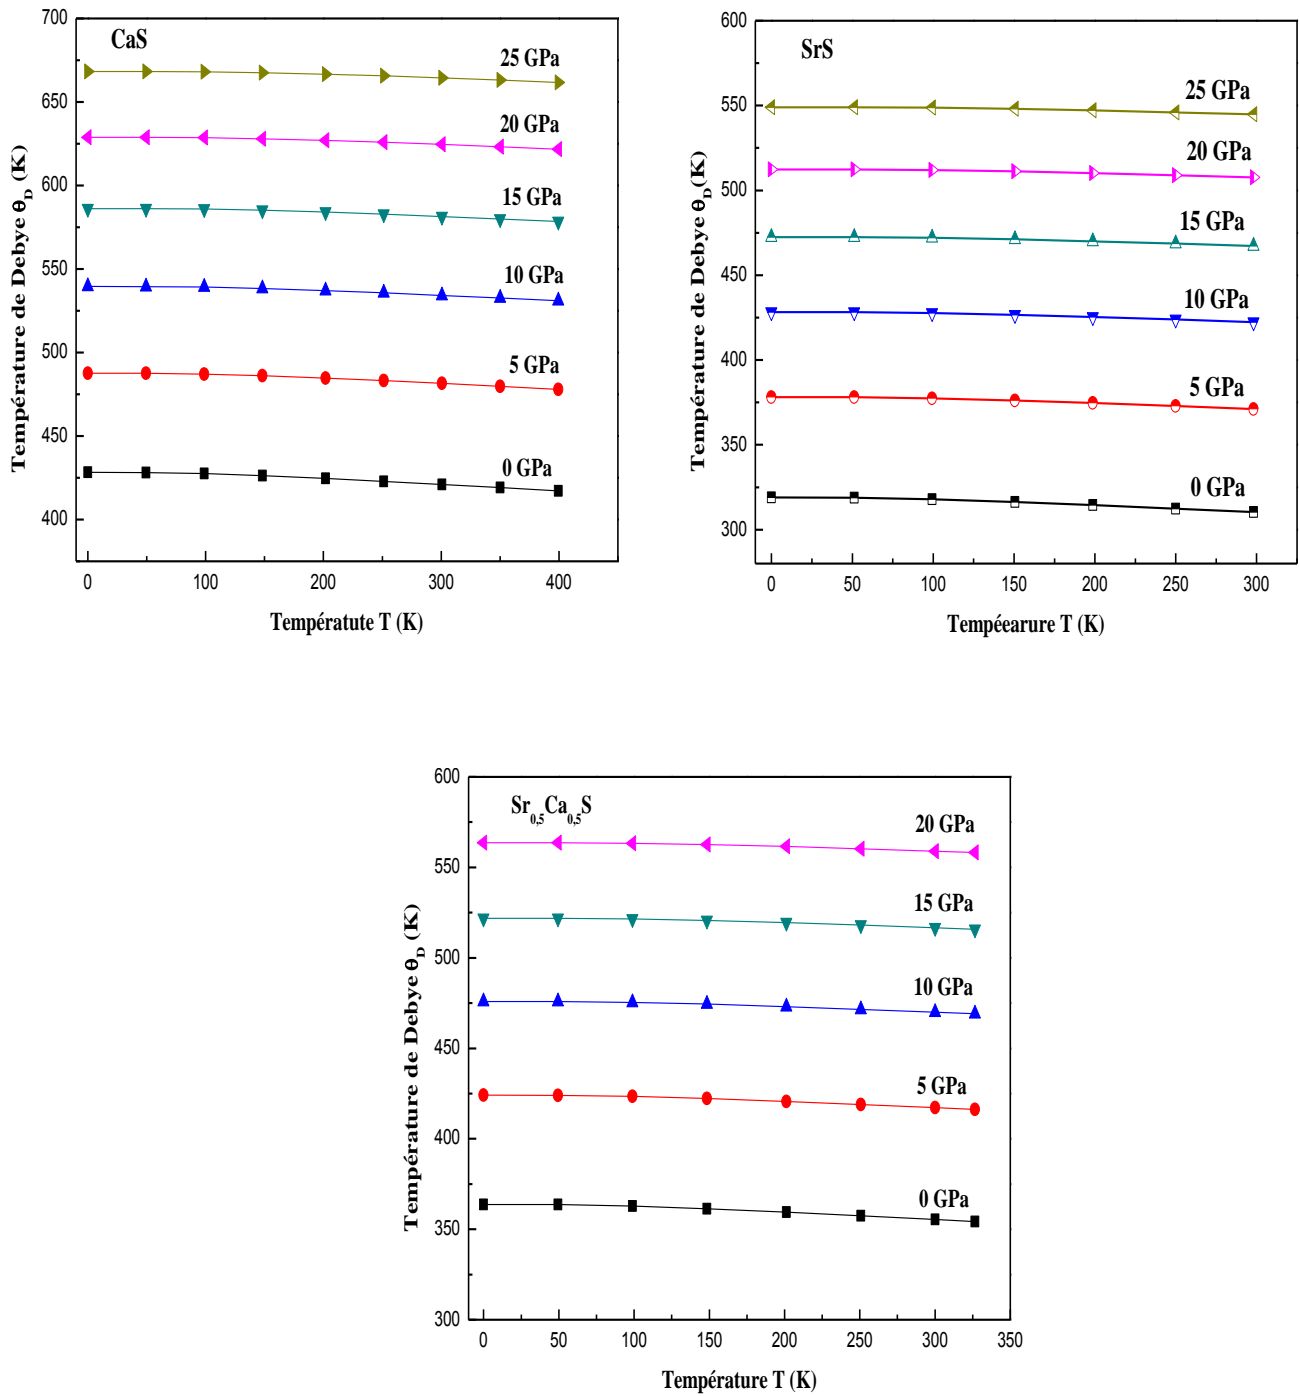 CaS
25 GPa
20 GPa
15 GPa
10 GPa
5 GPa
0 GPa
700
650
600
550
500
450
400
0 100 200 300 400
Température de Debye θD (K)
Températute T (K)
SrS
25 GPa
20 GPa
15 GPa
10 GPa
5 GPa
0 GPa
600
550
500
450
400
350
300
0 50 100 150 200 250 300
Température de Debye θD(K)
Tempéearure T (K)
Sr0,5Ca0,5S
20 GPa
15 GPa
10 GPa
5 GPa
0 GPa
600
550
500
450
400
350
300
0 50 100 150 200 250 300 350
Température de Debye θD (K)
Température T (K)